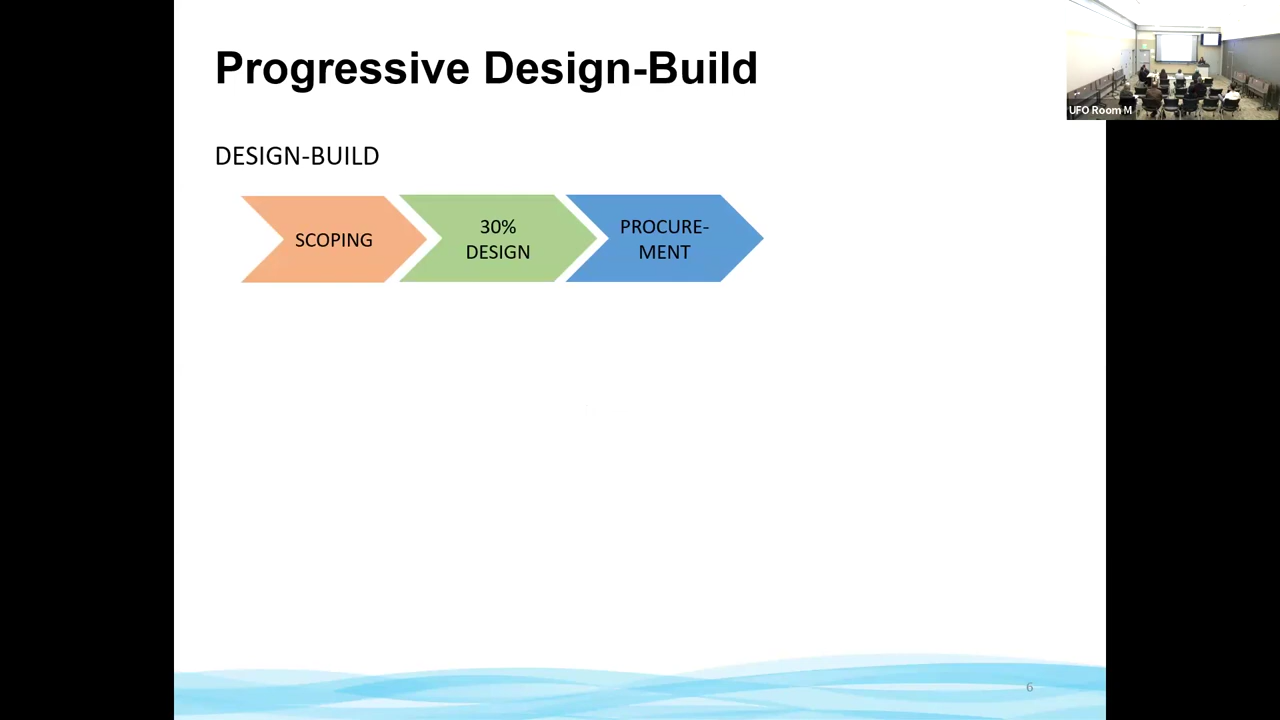 Progressive Design-Build
UFO Room M
DESIGN-BUILD
SCOPING
30%
DESIGN
PROCURE-
MENT
6